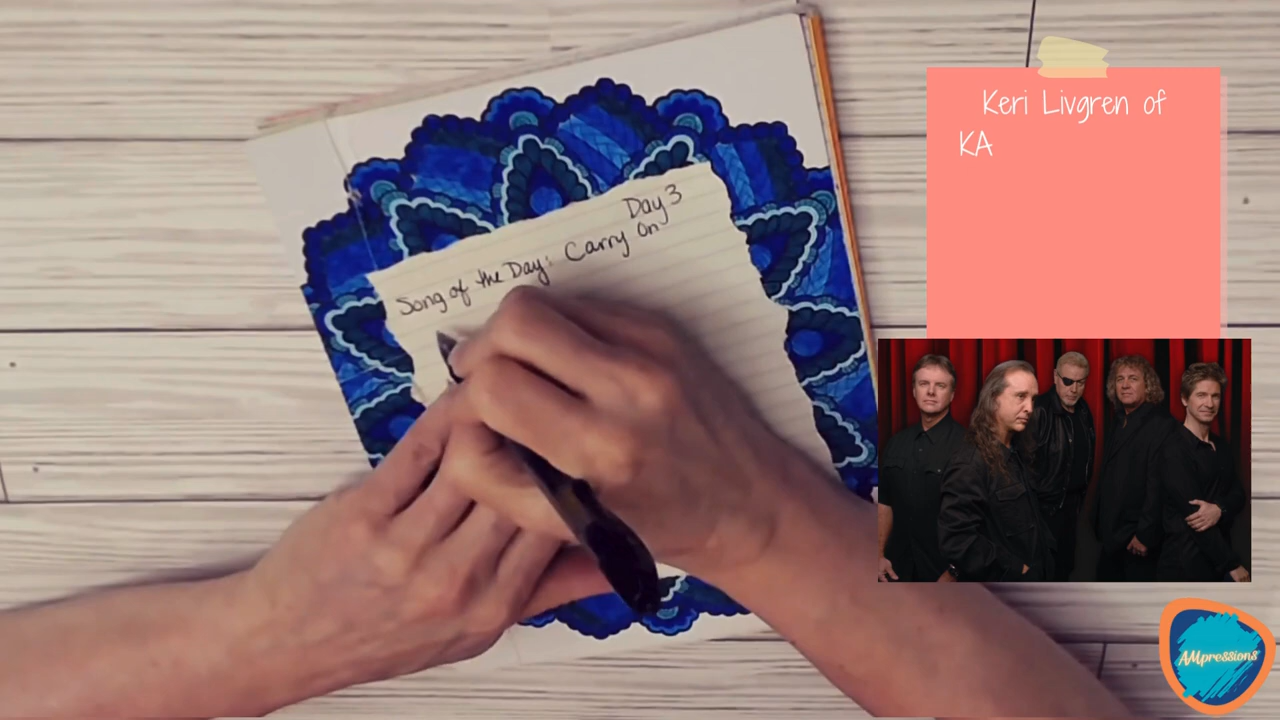 Day 3
Song of the Day: Carry On
Keri Livgren of
KA
AMpressions